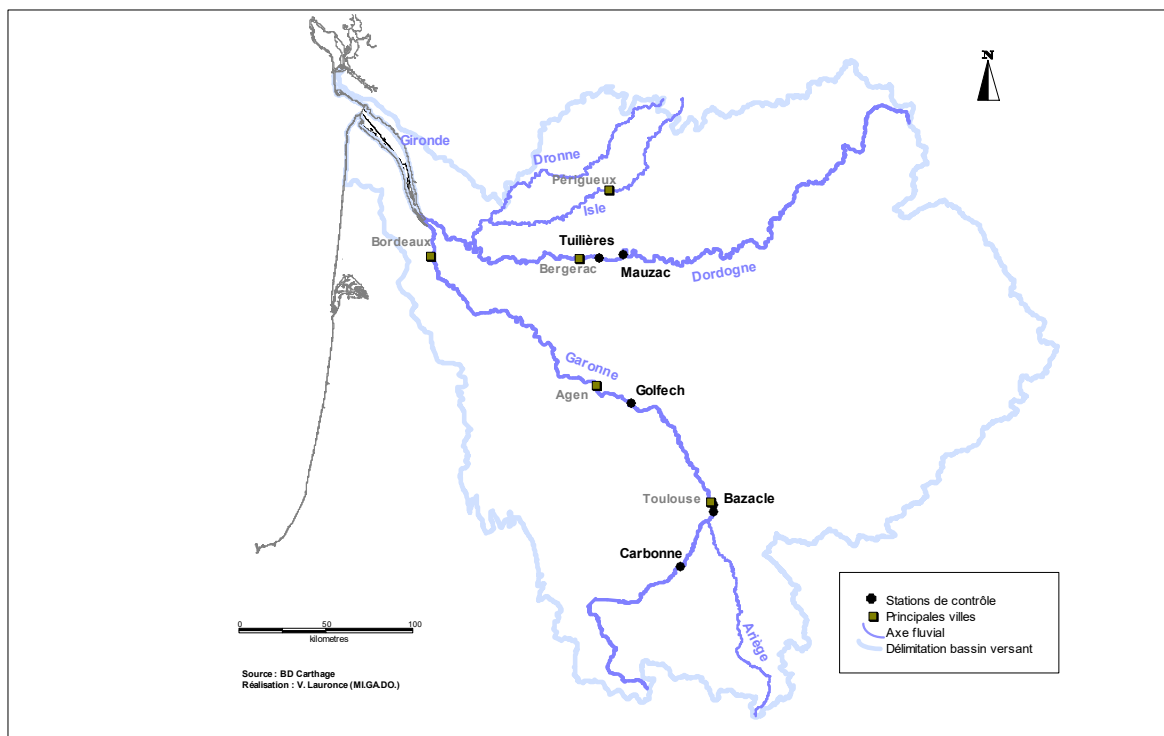 N
Gironde
Dronne
Périgueux
Isle
Bordeaux
Tuilières
Bergerac
Mauzac
Dordogne
Garonne
Agen
Golfech
Toulouse
Bazacle
Carbonne
Ariège
0 50 100
kilometres
Source : BD Carthage
Réalisation : V. Lauronce (MI.GA.DO.)
Stations de contrôle
Principales villes
Axe fluvial
Délimitation bassin versant